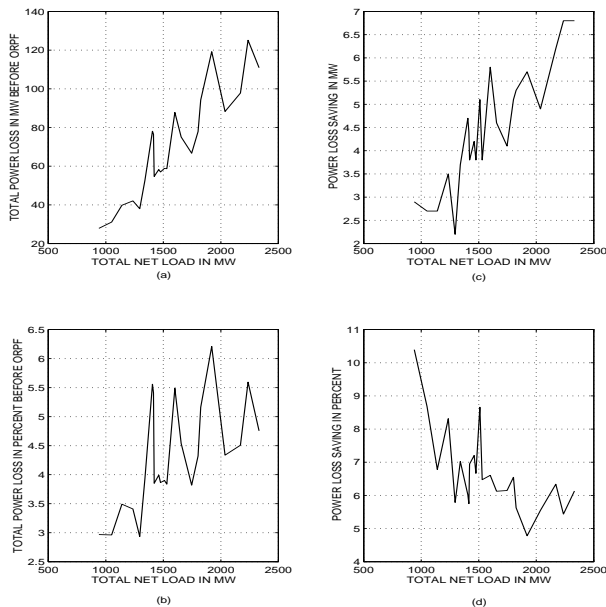 TOTAL POWER LOSS IN MW BEFORE ORPF
140
120
100
80
60
40
20
500 1000 1500 2000 2500
TOTAL NET LOAD IN MW
(a)
POWER LOSS SAVING IN MW
7
6.5
6
5.5
5
4.5
4
3.5
3
2.5
2
500 1000 1500 2000 2500
TOTAL NET LOAD IN MW
(c)
TOTAL POWER LOSS IN PERCENT BEFORE ORPF
6.5
6
5.5
5
4.5
4
3.5
3
2.5
500 1000 1500 2000 2500
TOTAL NET LOAD IN MW
(b)
POWER LOSS SAVING IN PERCENT
11
10
9
8
7
6
5
4
500 1000 1500 2000 2500
TOTAL NET LOAD IN MW
(d)